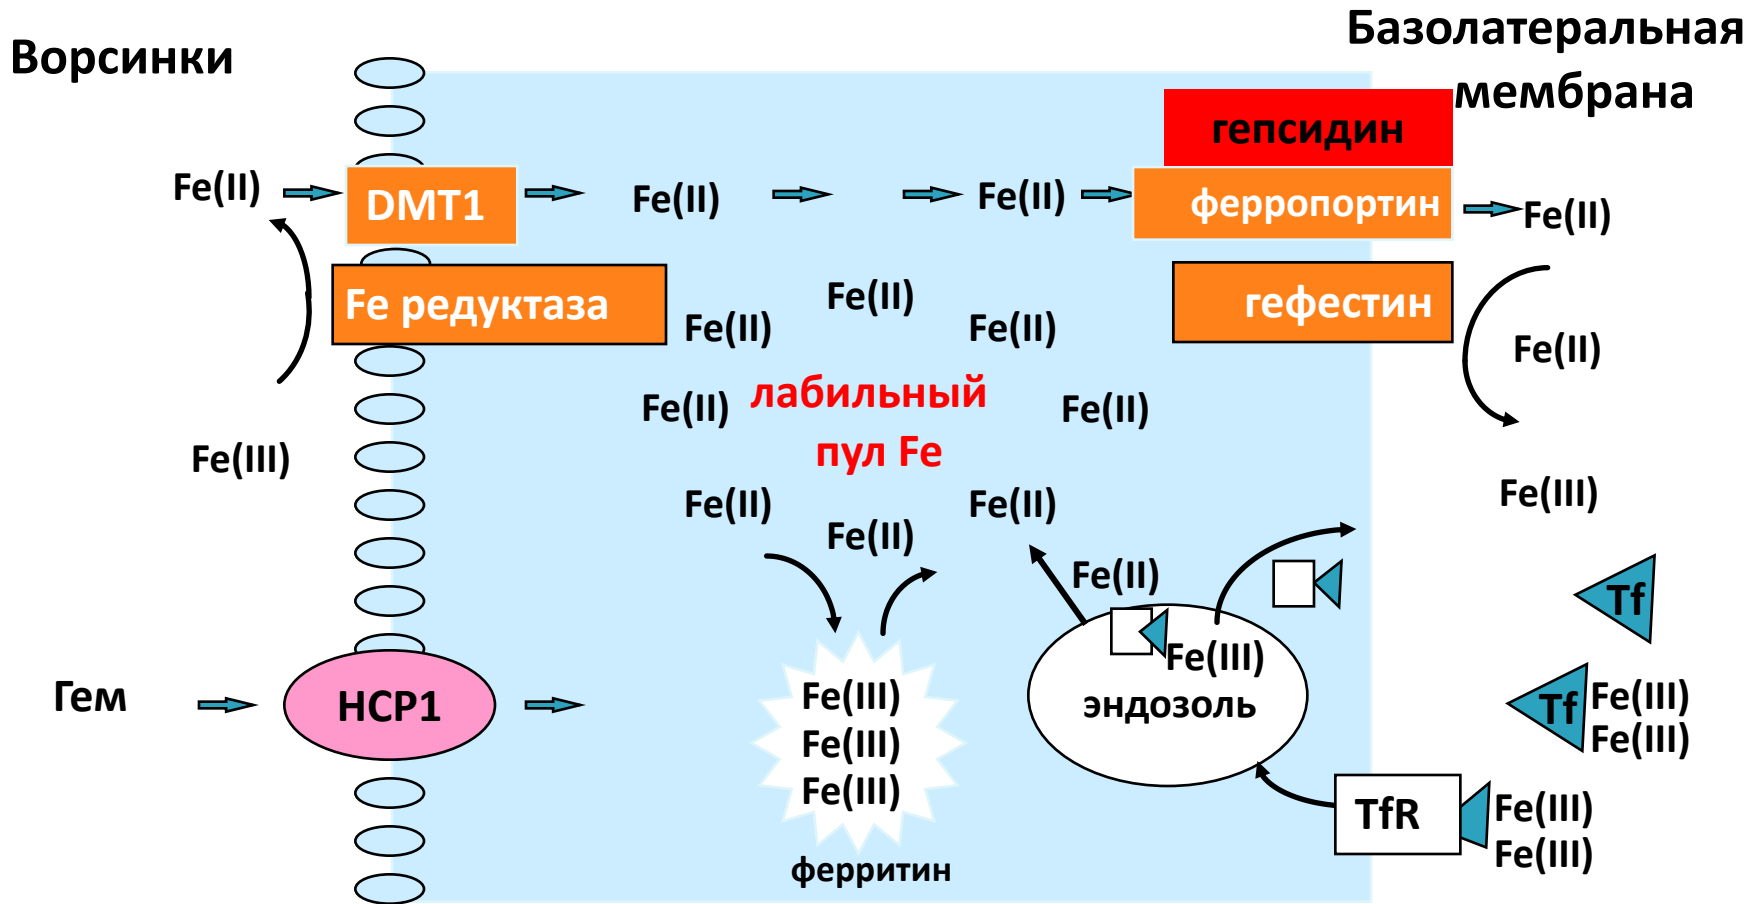 Ворсинки
Базолатеральная
мембрана
гепсидин
Fe(II)
DMT1
Fe(II)
Fe(II)
ферропортин
Fe(II)
Fe редуктаза
Fe(II)
Fe(II)
Fe(II)
гефестин
Fe(II)
Fe(II)
лабильный
пул Fe
Fe(II)
Fe(III)
Fe(II)
Fe(II)
Fe(II)
Fe(III)
Fe(II)
Tf
Fe(III)
эндозоль
Гем
HCP1
Fe(III)
Fe(III)
Fe(III)
ферритин
Tf
Fe(III)
Fe(III)
TfR
Fe(III)
Fe(III)